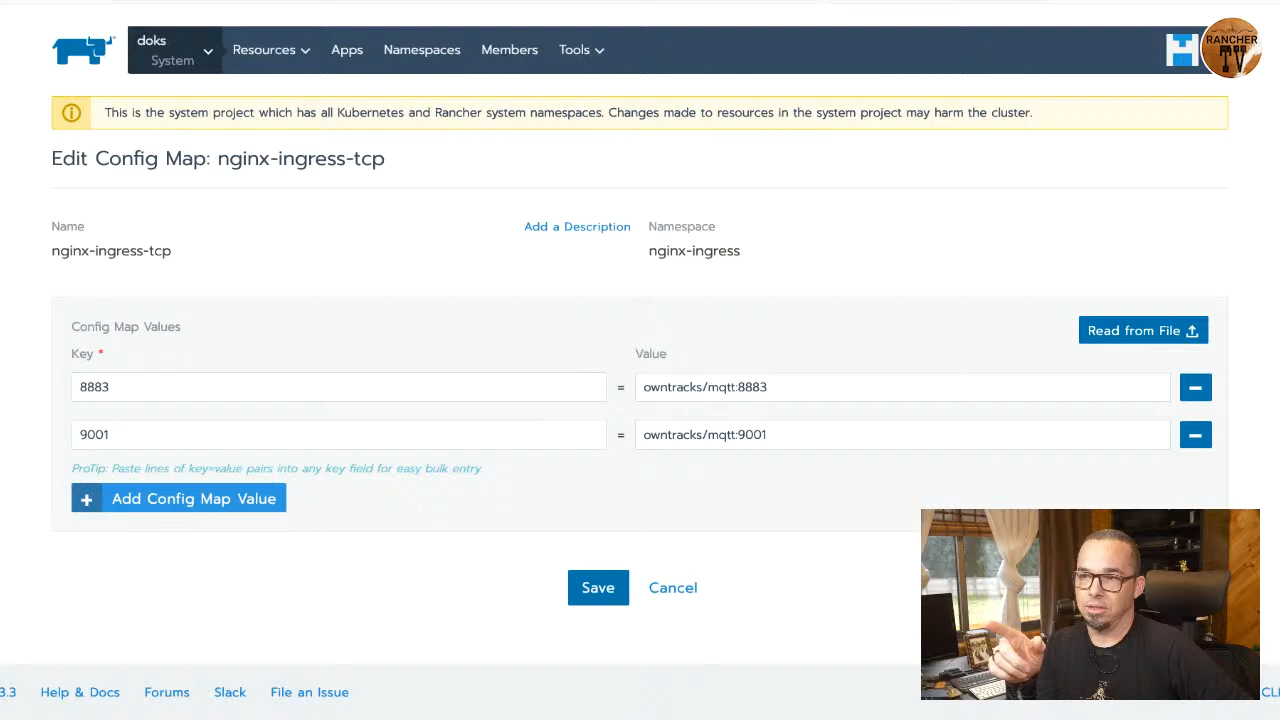 doks
System
Resources Apps Namespaces Members Tools
RANCHER
TV
This is the system project which has all Kubernetes and Rancher system namespaces. Changes made to resources in the system project may harm the cluster.
Edit Config Map: nginx-ingress-tcp
Name Add a Description Namespace
nginx-ingress-tcp nginx-ingress
Config Map Values Read from File
Key * Value
8883 = owntracks/mqtt:8883
9001 = owntracks/mqtt:9001
ProTip: Paste lines of key=value pairs into any key field for easy bulk entry.
+ Add Config Map Value
Save Cancel
3.3 Help & Docs Forums Slack File an Issue CLI